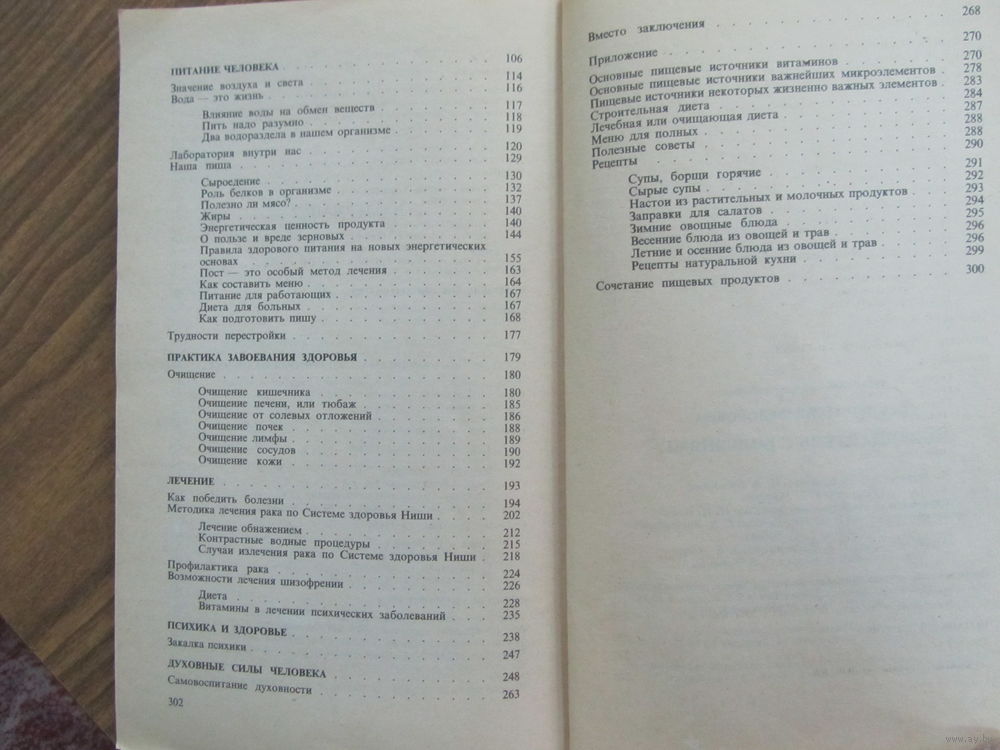 ПИТАНИЕ ЧЕЛОВЕКА . . . 106
Значение воздуха и света . . . 114
Вода — это жизнь . . . 116
Влияние воды на обмен веществ . . . 117
Пить надо разумно . . . 118
Два водораздела в нашем организме . . . 119
Лаборатория внутри нас . . . 120
Наша пища . . . 129
Сыроедение . . . 130
Роль белков в организме . . . 132
Полезно ли мясо? . . . 137
Жиры . . . 140
Энергетическая ценность продукта . . . 140
О пользе и вреде зерновых . . . 144
Правила здорового питания на новых энергетических
основах . . . 155
Пост — это особый метод лечения . . . 163
Как составить меню . . . 164
Питание для работающих . . . 167
Диета для больных . . . 167
Как подготовить пишу . . . 168
Трудности перестройки . . . 177
ПРАКТИКА ЗАВОЕВАНИЯ ЗДОРОВЬЯ . . . 179
Очищение . . . 180
Очищение кишечника . . . 180
Очищение печени, или тюбаж . . . 185
Очищение от солевых отложений . . . 186
Очищение почек . . . 188
Очищение лимфы . . . 189
Очищение сосудов . . . 190
Очищение кожи . . . 192
ЛЕЧЕНИЕ . . . 193
Как победить болезни . . . 194
Методика лечения рака по Системе здоровья Ниши . . . 202
Лечение обнажением . . . 212
Контрастные водные процедуры . . . 215
Случаи излечения рака по Системе здоровья Ниши . 218
Профилактика рака . . . 224
Возможности лечения шизофрении . . . 226
Диета . . . 228
Витамины в лечении психических заболеваний . . . 235
ПСИХИКА И ЗДОРОВЬЕ . . . 238
Закалка психики . . . 247
ДУХОВНЫЕ СИЛЫ ЧЕЛОВЕКА . . . 248
Самовоспитание духовности . . . 263
302
Вместо заключения . . . 268
Приложение . . . 270
Основные пищевые источники витаминов . . . 270
Основные пищевые источники важнейших микроэлементов . 278
Пищевые источники некоторых жизненно важных элементов . 283
Строительная диета . . . 284
Лечебная или очищающая диета . . . 287
Меню для полных . . . 288
Полезные советы . . . 288
Рецепты . . . 290
Супы, борщи горячие . . . 291
Сырые супы . . . 292
Настои из растительных и молочных продуктов . . . 293
Заправки для салатов . . . 294
Зимние овощные блюда . . . 295
Весенние блюда из овощей и трав . . . 296
Летние и осенние блюда из овощей и трав . . . 296
Рецепты натуральной кухни . . . 299
Сочетание пищевых продуктов . . . 300
www.ay.by